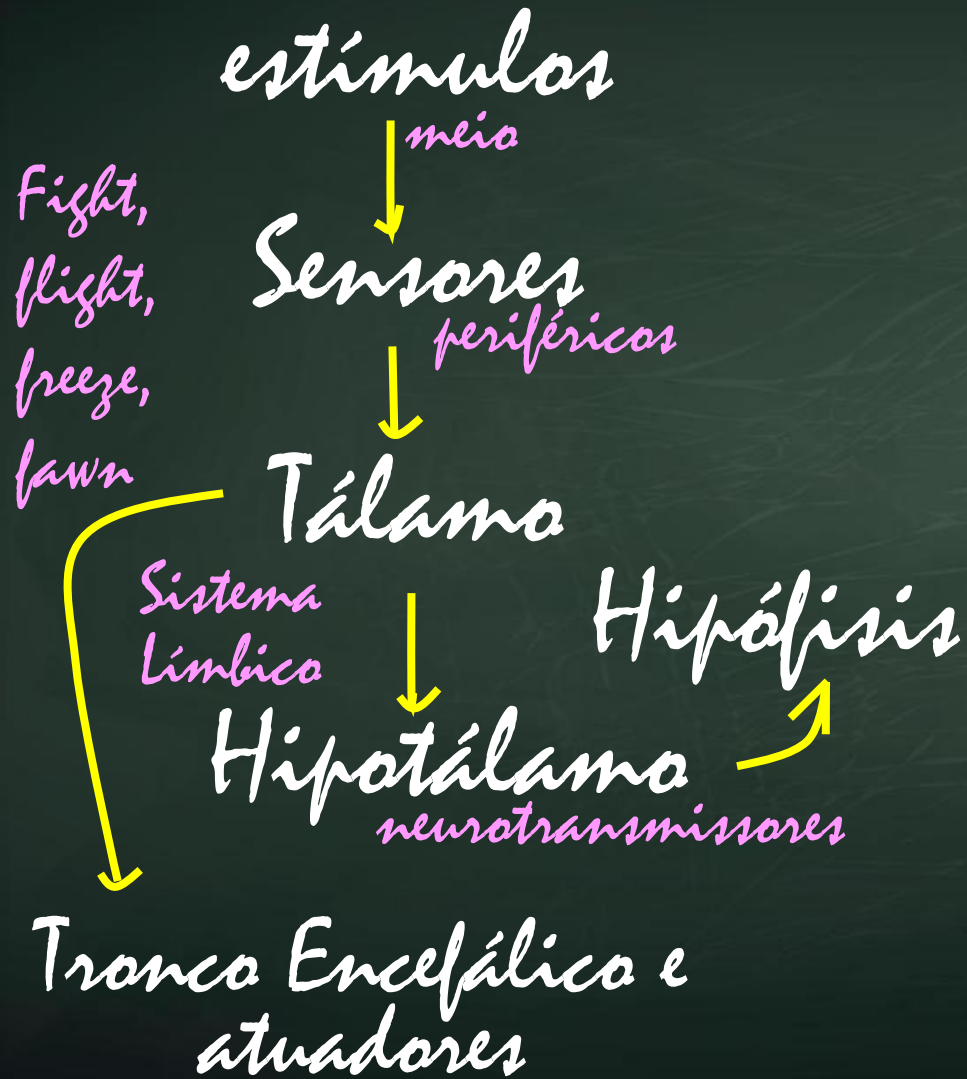 estímulos
meio
Fight,
flight,
freeze,
fawn
Sensores
periféricos
Tálamo
Sistema
Límbico
Hipófisis
Hipotálamo
neurotransmissores
Tronco Encefálico e
atuadores